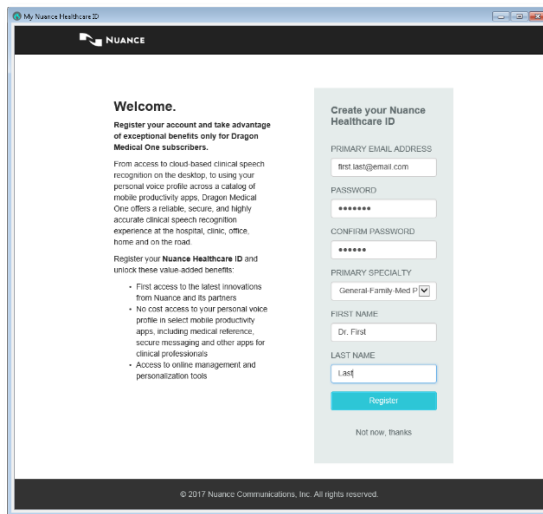 My Nuance Healthcare ID
NUANCE
Welcome.
Register your account and take advantage
of exceptional benefits only for Dragon
Medical One subscribers.
From access to cloud-based clinical speech
recognition on the desktop, to using your
personal voice profile across a catalog of
mobile productivity apps, Dragon Medical
One offers a reliable, secure, and highly
accurate clinical speech recognition
experience at the hospital, clinic, office,
home and on the road.
Register your Nuance Healthcare ID and
unlock these value-added benefits:
• First access to the latest innovations
from Nuance and its partners
• No cost access to your personal voice
profile in select mobile productivity
apps, including medical reference,
secure messaging and other apps for
clinical professionals
• Access to online management and
personalization tools
Create your Nuance
Healthcare ID
PRIMARY EMAIL ADDRESS
first.last@email.com
PASSWORD
•••••••
CONFIRM PASSWORD
••••••
PRIMARY SPECIALTY
General-Family-Med P
FIRST NAME
Dr. First
LAST NAME
Last
Register
Not now, thanks
© 2017 Nuance Communications, Inc. All rights reserved.